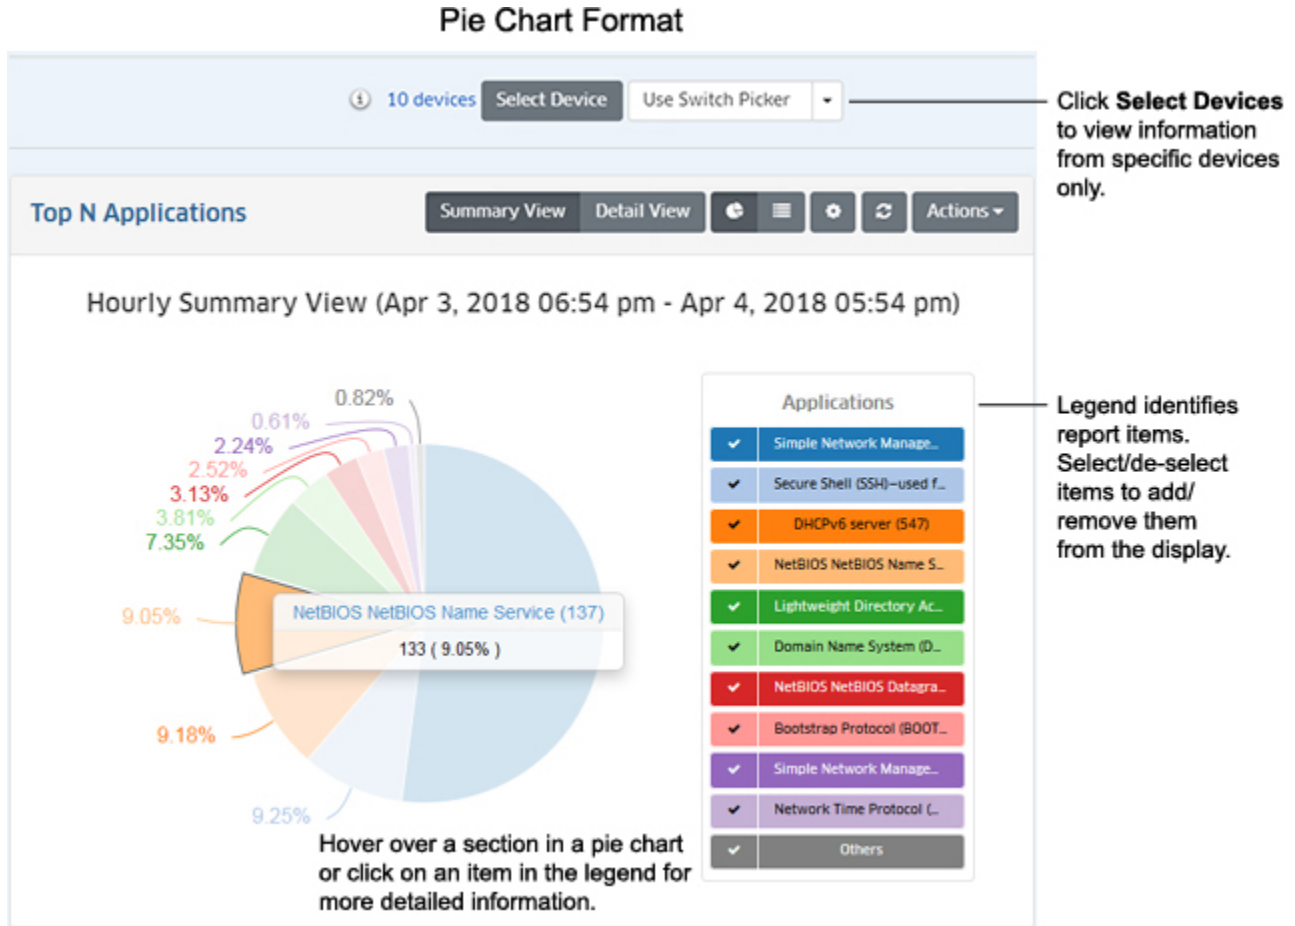 Pie Chart Format
10 devices Select Device Use Switch Picker
Click Select Devices
to view information
from specific devices
only.
Top N Applications Summary View Detail View Actions
Hourly Summary View (Apr 3, 2018 06:54 pm - Apr 4, 2018 05:54 pm)
0.82%
0.61%
2.24%
2.52%
3.13%
3.81%
7.35%
9.05%
NetBIOS NetBIOS Name Service (137)
133 ( 9.05% )
9.18%
9.25%
Hover over a section in a pie chart
or click on an item in the legend for
more detailed information.
Applications
Simple Network Manage...
Secure Shell (SSH)—used f...
DHCPv6 server (547)
NetBIOS NetBIOS Name S...
Lightweight Directory Ac...
Domain Name System (D...
NetBIOS NetBIOS Datagra...
Bootstrap Protocol (BOOT...
Simple Network Manage...
Network Time Protocol (...
Others
Legend identifies
report items.
Select/de-select
items to add/
remove them
from the display.